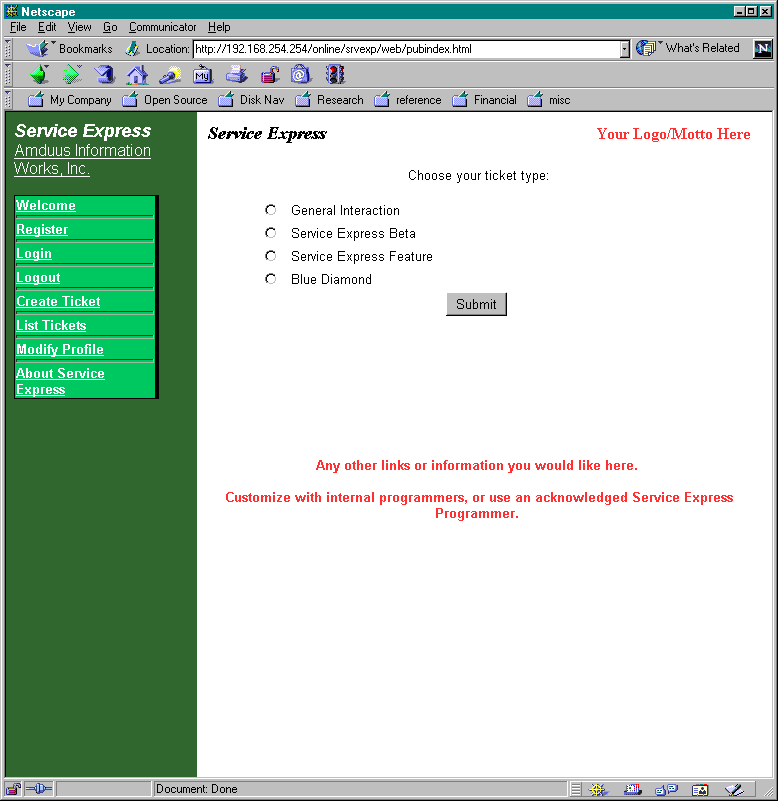 Netscape
File Edit View Go Communicator Help
Bookmarks Location: http://192.168.254.254/online/srvexp/web/pubindex.html What's Related N
My
My Company Open Source Disk Nav Research reference Financial misc
Service Express
Amduus Information
Works, Inc.
Welcome
Register
Login
Logout
Create Ticket
List Tickets
Modify Profile
About Service
Express
Service Express Your Logo/Motto Here
Choose your ticket type:
General Interaction
Service Express Beta
Service Express Feature
Blue Diamond
Submit
Any other links or information you would like here.
Customize with internal programmers, or use an acknowledged Service Express
Programmer.
Document: Done